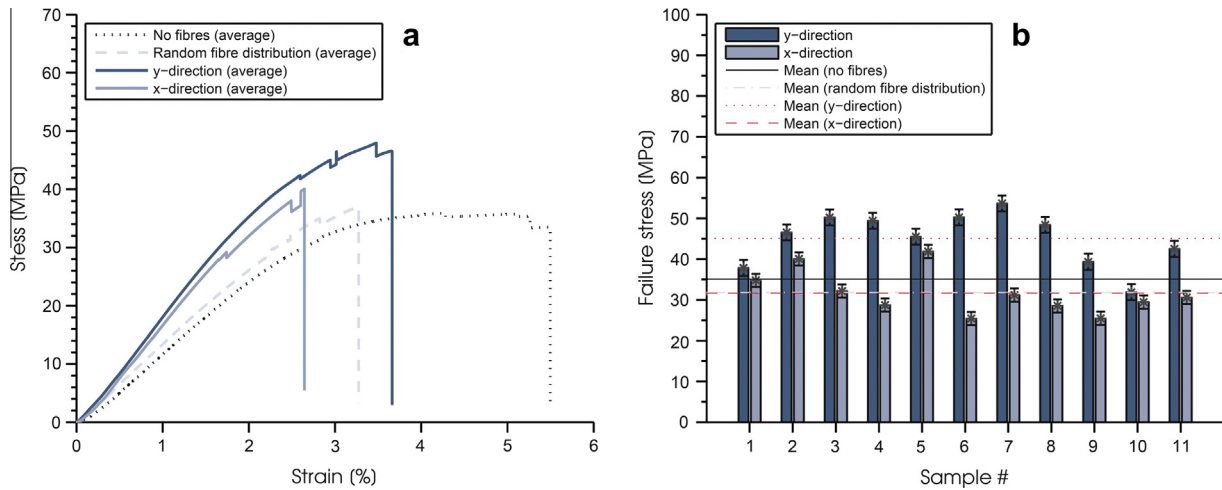 70
60
50
40
30
20
10
0
Stess (MPa)
No fibres (average)
Random fibre distribution (average)
y-direction (average)
x-direction (average)
a
0 1 2 3 4 5 6
Strain (%)
100
90
80
70
60
50
40
30
20
10
0
Failure stress (MPa)
y-direction
x-direction
Mean (no fibres)
Mean (random fibre distribution)
Mean (y-direction)
Mean (x-direction)
b
1 2 3 4 5 6 7 8 9 10 11
Sample #